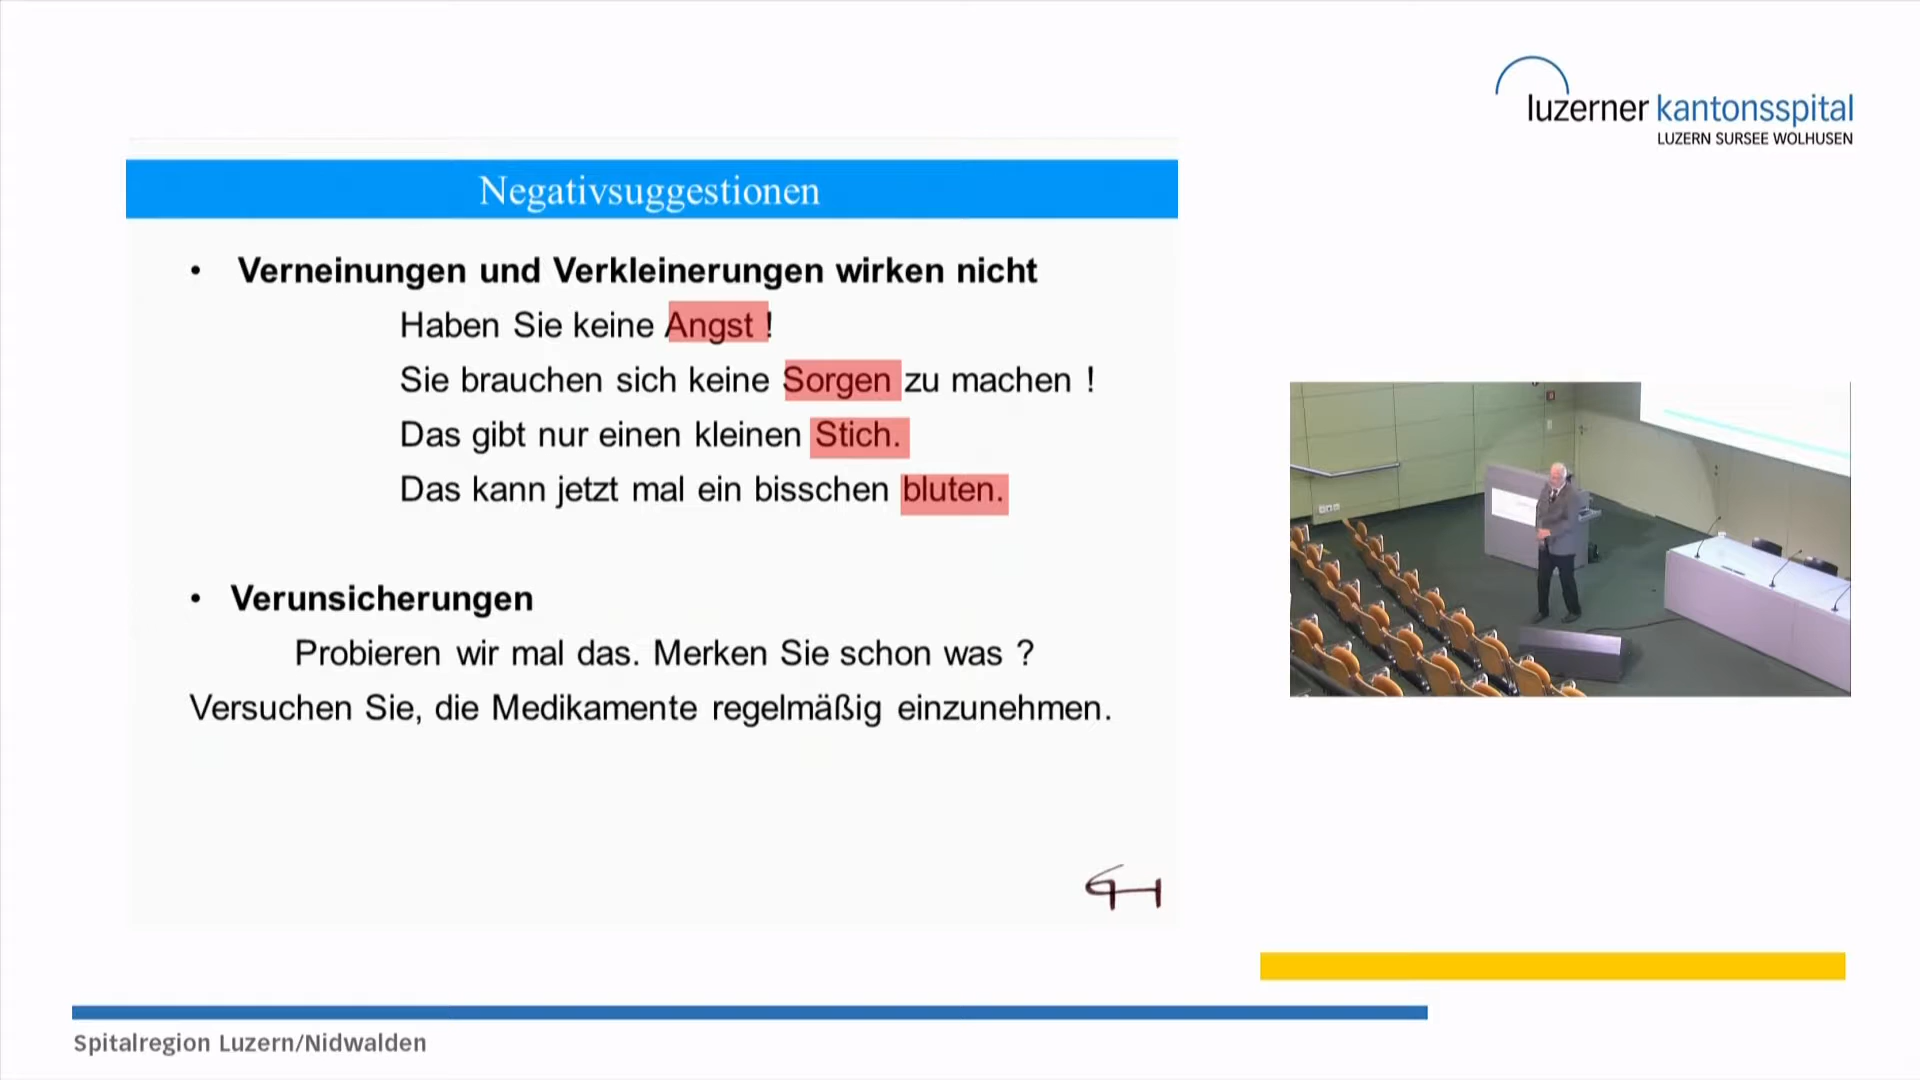 luzerner kantonsspital
LUZERN SURSEE WOLHUSEN
Negativsuggestionen
• Verneinungen und Verkleinerungen wirken nicht
Haben Sie keine Angst !
Sie brauchen sich keine Sorgen zu machen !
Das gibt nur einen kleinen Stich.
Das kann jetzt mal ein bisschen bluten.
• Verunsicherungen
Probieren wir mal das. Merken Sie schon was ?
Versuchen Sie, die Medikamente regelmäßig einzunehmen.
Spitalregion Luzern/Nidwalden